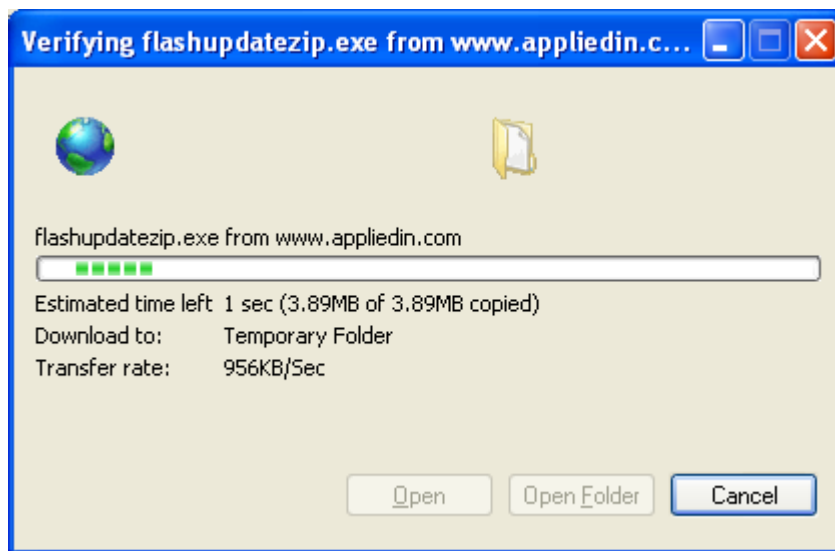 Verifying flashupdatezip.exe from www.appliedin.c...
flashupdatezip.exe from www.appliedin.com
Estimated time left 1 sec (3.89MB of 3.89MB copied)
Download to: Temporary Folder
Transfer rate: 956KB/Sec
Open Open Folder Cancel